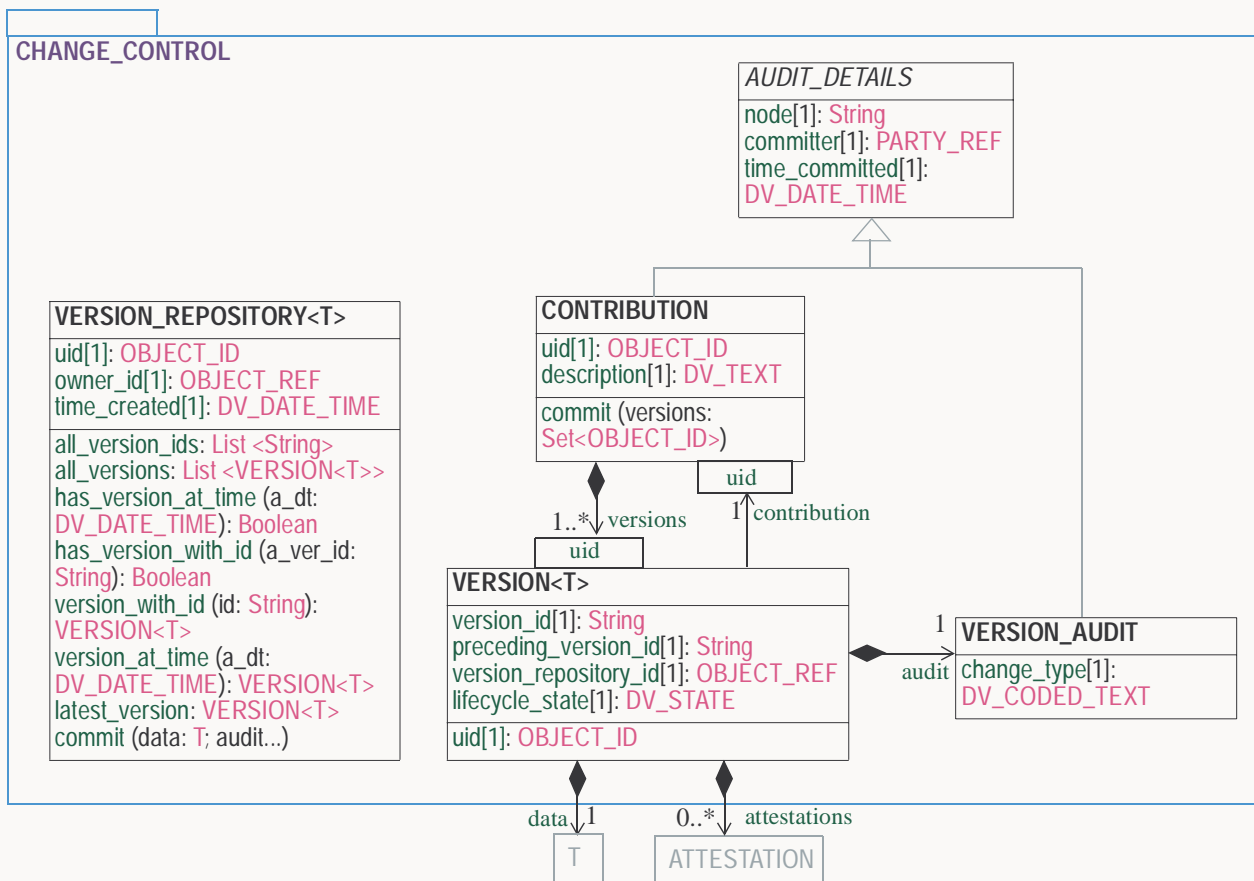 CHANGE_CONTROL
AUDIT_DETAILS
node[1]: String
committer[1]: PARTY_REF
time_committed[1]:
DV_DATE_TIME
VERSION_REPOSITORY<T>
uid[1]: OBJECT_ID
owner_id[1]: OBJECT_REF
time_created[1]: DV_DATE_TIME
all_version_ids: List <String>
all_versions: List <VERSION<T>>
has_version_at_time (a_dt:
DV_DATE_TIME): Boolean
has_version_with_id (a_ver_id:
String): Boolean
version_with_id (id: String):
VERSION<T>
version_at_time (a_dt:
DV_DATE_TIME): VERSION<T>
latest_version: VERSION<T>
commit (data: T; audit...)
CONTRIBUTION
uid[1]: OBJECT_ID
description[1]: DV_TEXT
commit (versions:
Set<OBJECT_ID>)
uid
1..* versions
1 contribution
uid
VERSION<T>
version_id[1]: String
preceding_version_id[1]: String
version_repository_id[1]: OBJECT_REF
lifecycle_state[1]: DV_STATE
uid[1]: OBJECT_ID
1
audit
VERSION_AUDIT
change_type[1]:
DV_CODED_TEXT
data 1
0..* attestations
T
ATTESTATION